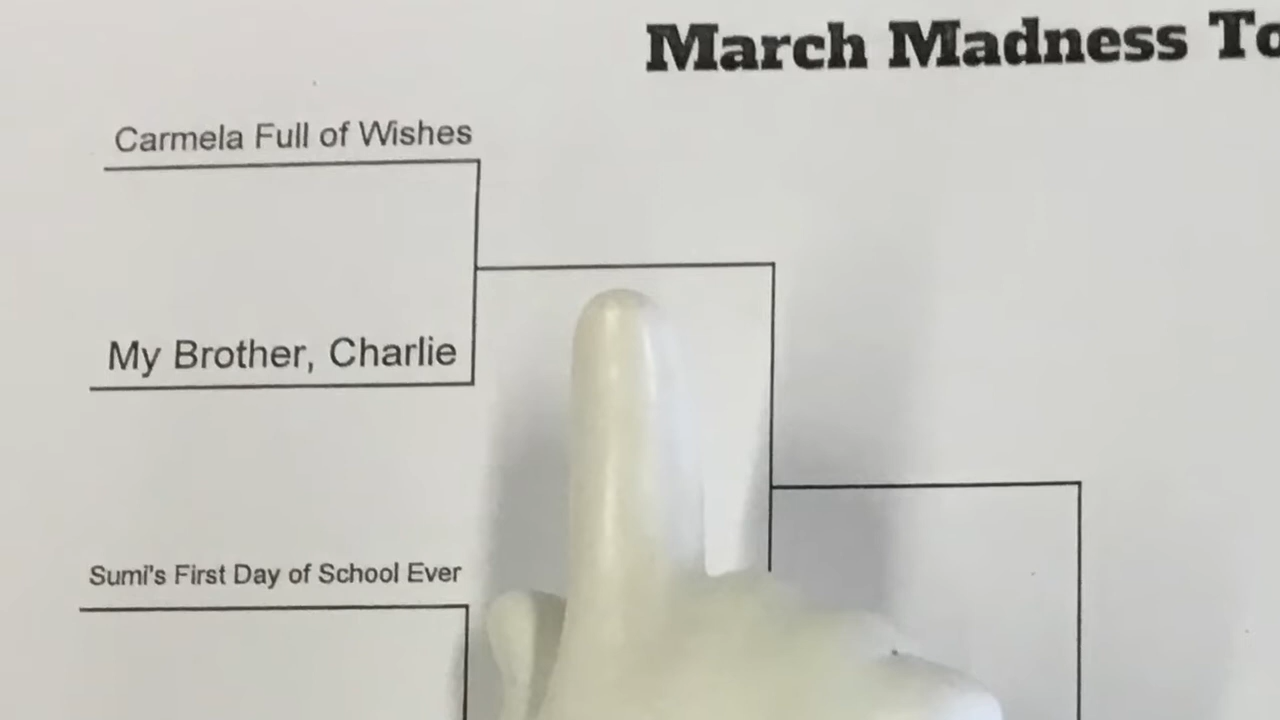 March Madness To
Carmela Full of Wishes
My Brother, Charlie
Sumi's First Day of School Ever